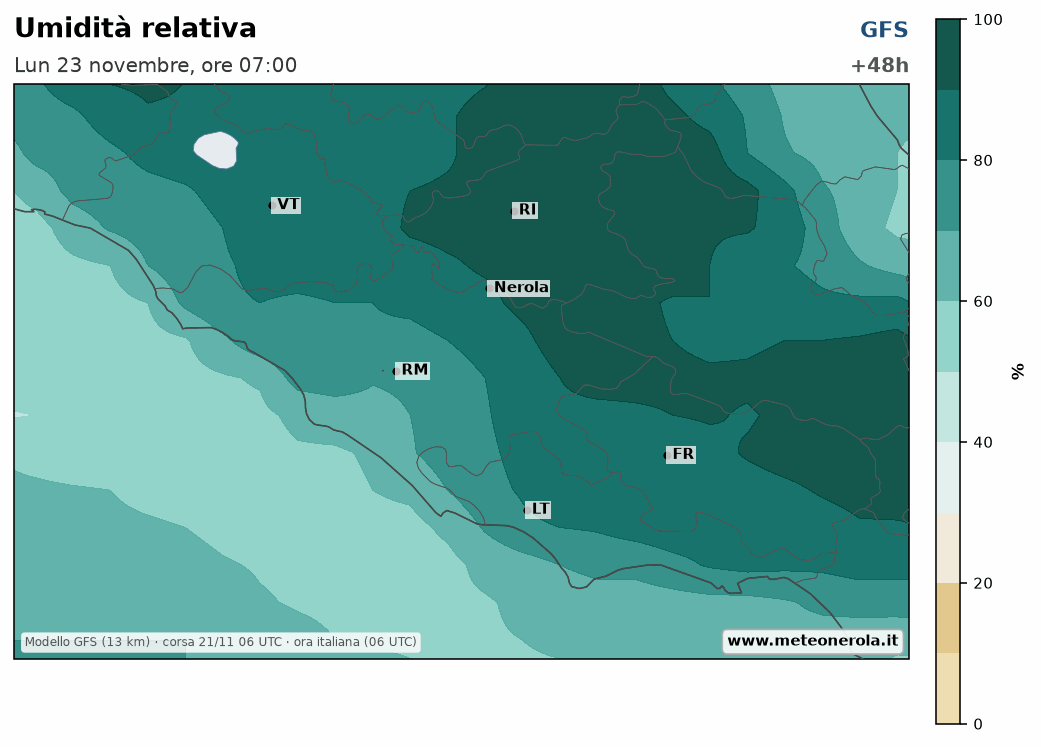 Umidità relativa
GFS
Lun 23 novembre, ore 07:00
+48h
100
80
60
40
20
0
%
VT
RI
Nerola
RM
FR
LT
Modello GFS (13 km) · corsa 21/11 06 UTC · ora italiana (06 UTC)
www.meteonerola.it